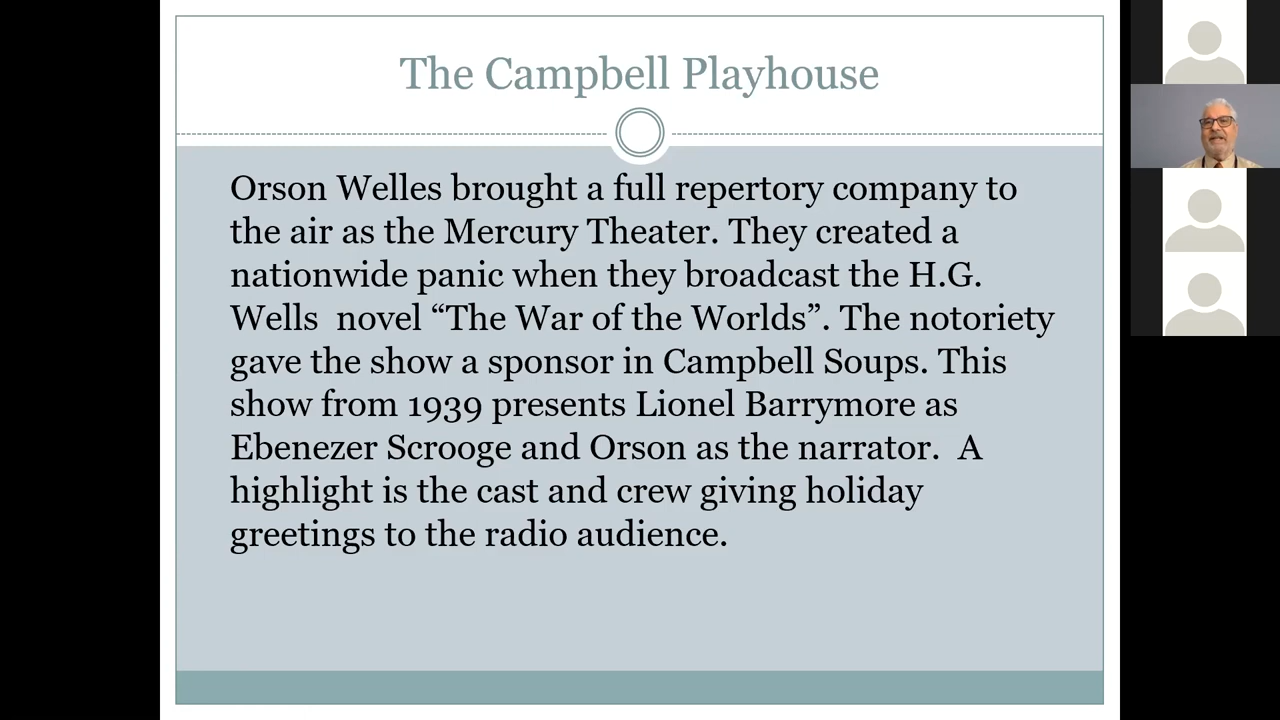 The Campbell Playhouse
Orson Welles brought a full repertory company to
the air as the Mercury Theater. They created a
nationwide panic when they broadcast the H.G.
Wells  novel “The War of the Worlds”. The notoriety
gave the show a sponsor in Campbell Soups. This
show from 1939 presents Lionel Barrymore as
Ebenezer Scrooge and Orson as the narrator.  A
highlight is the cast and crew giving holiday
greetings to the radio audience.